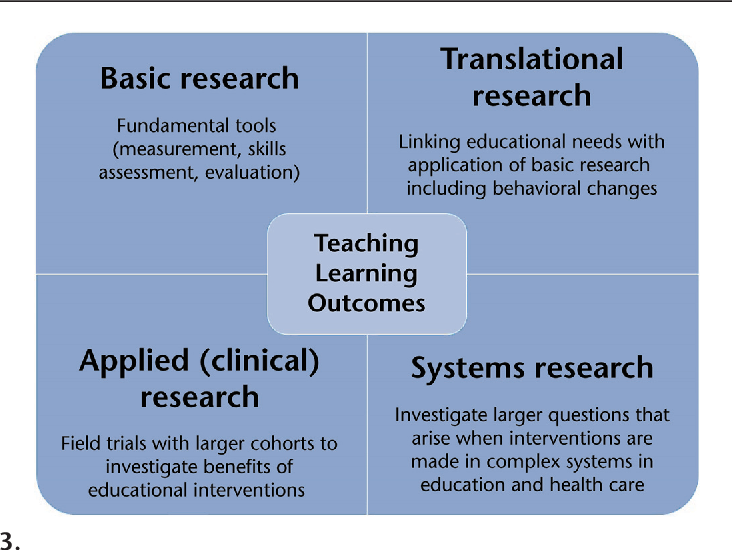 Basic research
Fundamental tools
(measurement, skills
assessment, evaluation)
Translational
research
Linking educational needs with
application of basic research
including behavioral changes
Teaching
Learning
Outcomes
Applied (clinical)
research
Field trials with larger cohorts to
investigate benefits of
educational interventions
Systems research
Investigate larger questions that
arise when interventions are
made in complex systems in
education and health care
3.